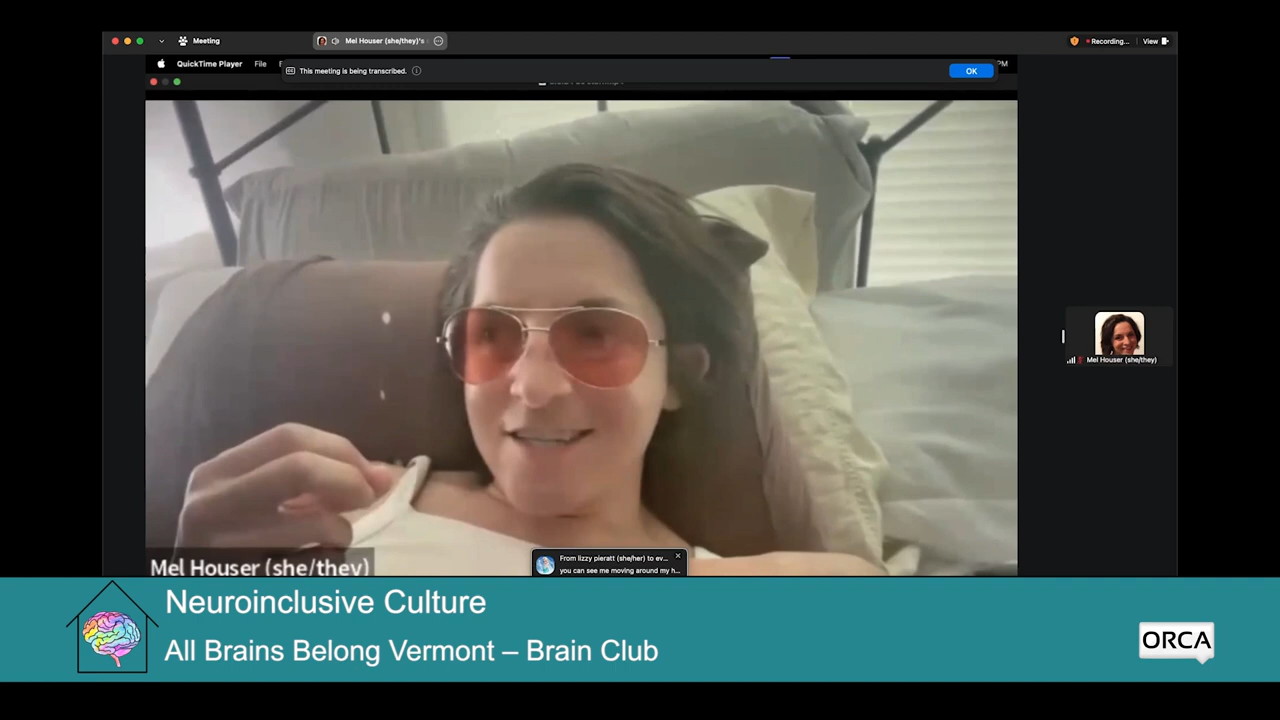 Meeting
Mel Houser (she/they)'s
Recording...
View
QuickTime Player
File
This meeting is being transcribed.
OK
PM
Mel Houser (she/they)
Mel Houser (she/they)
From lizzy pieratt (she/her) to ev...
you can see me moving around my h...
Neuroinclusive Culture
All Brains Belong Vermont – Brain Club
ORCA